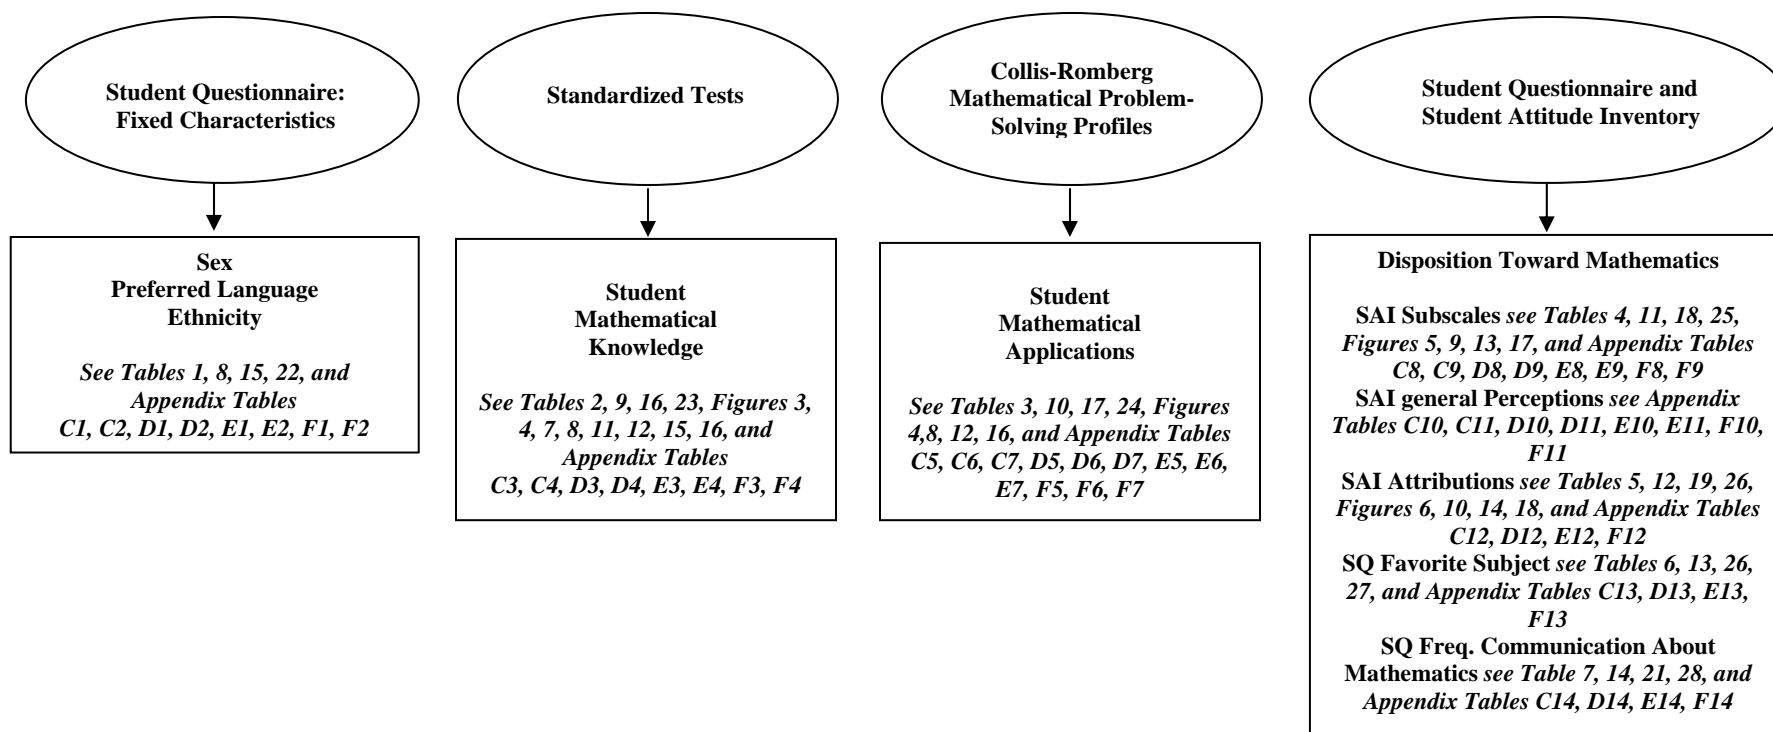 Student Questionnaire:
Fixed Characteristics
Standardized Tests
Collis-Romberg
Mathematical Problem-
Solving Profiles
Student Questionnaire and
Student Attitude Inventory
Sex
Preferred Language
Ethnicity
See Tables 1, 8, 15, 22, and
Appendix Tables
C1, C2, D1, D2, E1, E2, F1, F2
Student
Mathematical
Knowledge
See Tables 2, 9, 16, 23, Figures 3,
4, 7, 8, 11, 12, 15, 16, and
Appendix Tables
C3, C4, D3, D4, E3, E4, F3, F4
Student
Mathematical
Applications
See Tables 3, 10, 17, 24, Figures
4,8, 12, 16, and Appendix Tables
C5, C6, C7, D5, D6, D7, E5, E6,
E7, F5, F6, F7
Disposition Toward Mathematics
SAI Subscales see Tables 4, 11, 18, 25,
Figures 5, 9, 13, 17, and Appendix Tables
C8, C9, D8, D9, E8, E9, F8, F9
SAI general Perceptions see Appendix
Tables C10, C11, D10, D11, E10, E11, F10,
F11
SAI Attributions see Tables 5, 12, 19, 26,
Figures 6, 10, 14, 18, and Appendix Tables
C12, D12, E12, F12
SQ Favorite Subject see Tables 6, 13, 26,
27, and Appendix Tables C13, D13, E13,
F13
SQ Freq. Communication About
Mathematics see Table 7, 14, 21, 28, and
Appendix Tables C14, D14, E14, F14